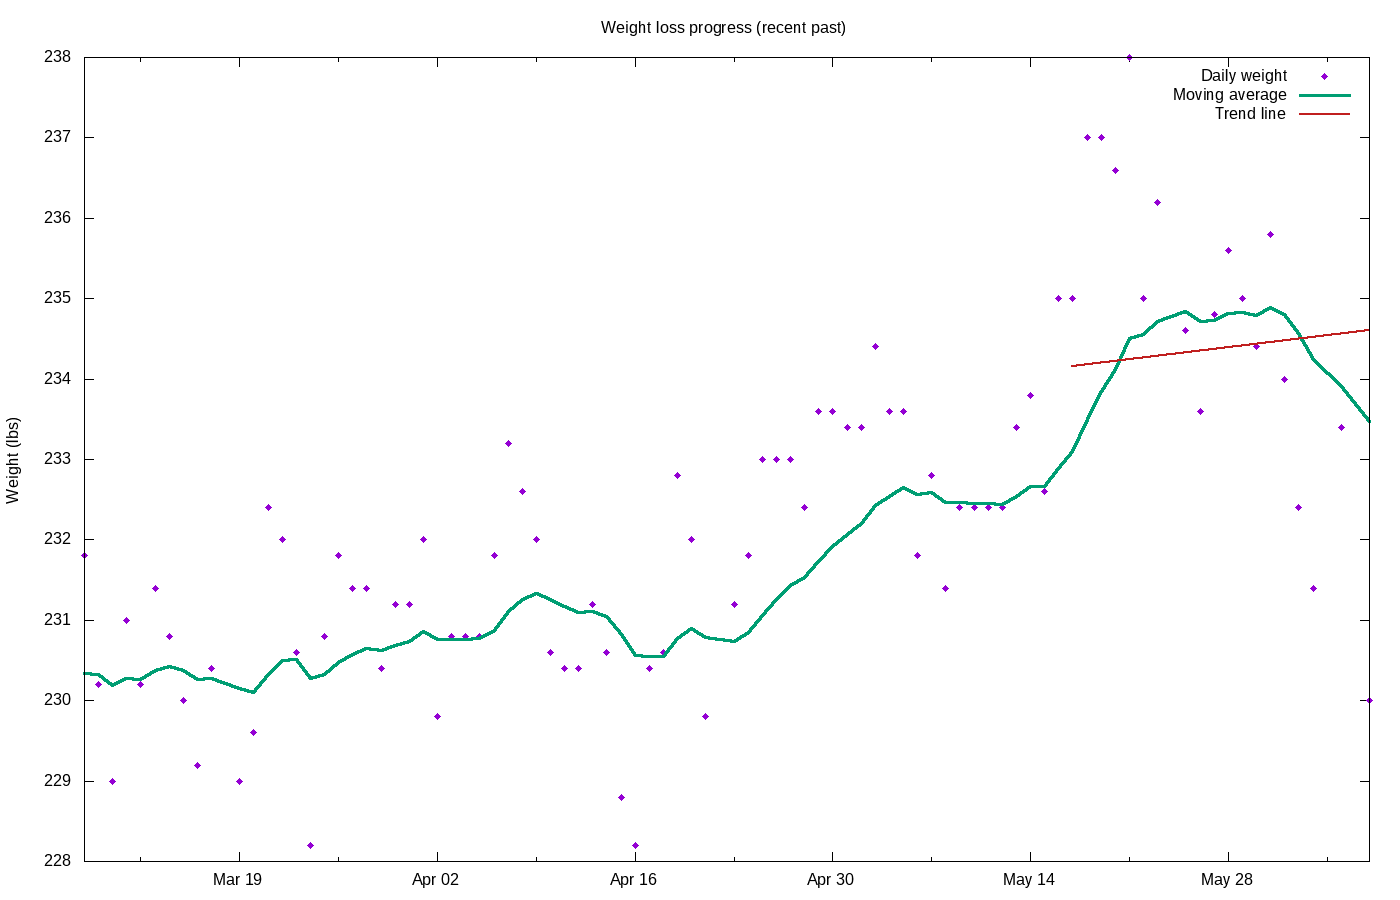 Weight loss progress (recent past)
Daily weight
Moving average
Trend line
Weight (lbs)
238
237
236
235
234
233
232
231
230
229
228
Mar 19
Apr 02
Apr 16
Apr 30
May 14
May 28